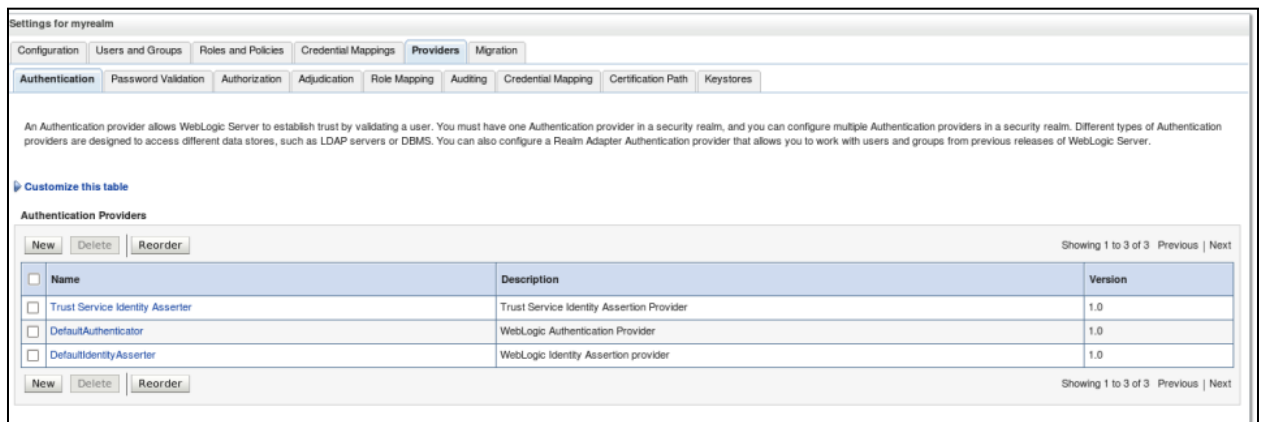 Settings for myrealm
Configuration Users and Groups Roles and Policies Credential Mappings Providers Migration
Authentication Password Validation Authorization Adjudication Role Mapping Auditing Credential Mapping Certification Path Keystores
An Authentication provider allows WebLogic Server to establish trust by validating a user. You must have one Authentication provider in a security realm, and you can configure multiple Authentication providers in a security realm. Different types of Authentication
providers are designed to access different data stores, such as LDAP servers or DBMS. You can also configure a Realm Adapter Authentication provider that allows you to work with users and groups from previous releases of WebLogic Server.
Customize this table
Authentication Providers
New Delete Reorder Showing 1 to 3 of 3 Previous | Next
Name Description Version
Trust Service Identity Asserter Trust Service Identity Assertion Provider 1.0
DefaultAuthenticator WebLogic Authentication Provider 1.0
DefaultIdentityAsserter WebLogic Identity Assertion provider 1.0
New Delete Reorder Showing 1 to 3 of 3 Previous | Next